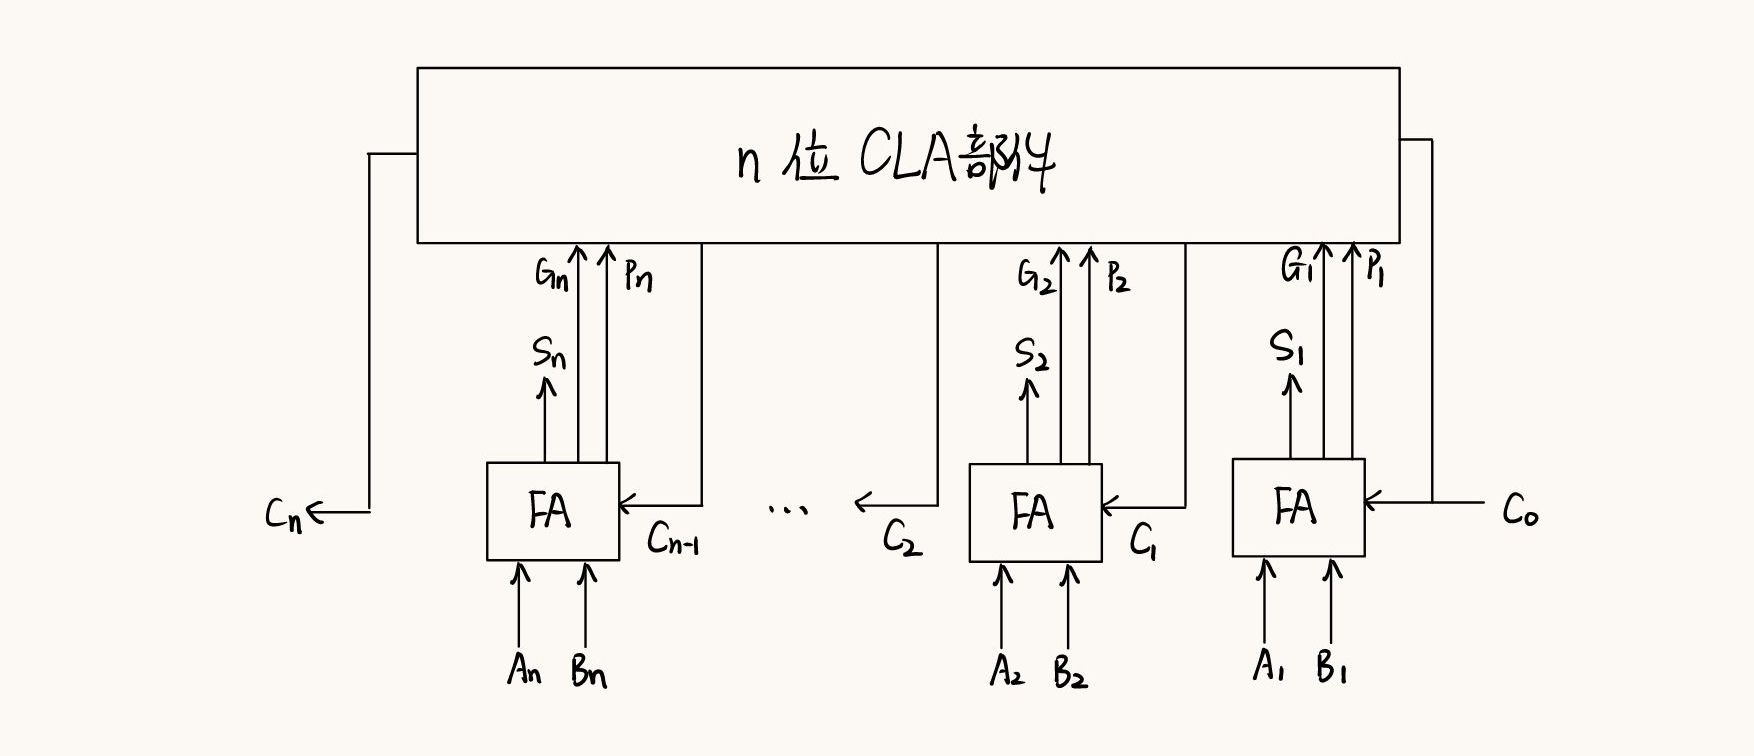 n 位 CLA部件
Gn Pn G2 P2 G1 P1
Sn S2 S1
FA FA FA
Cn Cn-1 ... C2 C1 C0
An Bn A2 B2 A1 B1